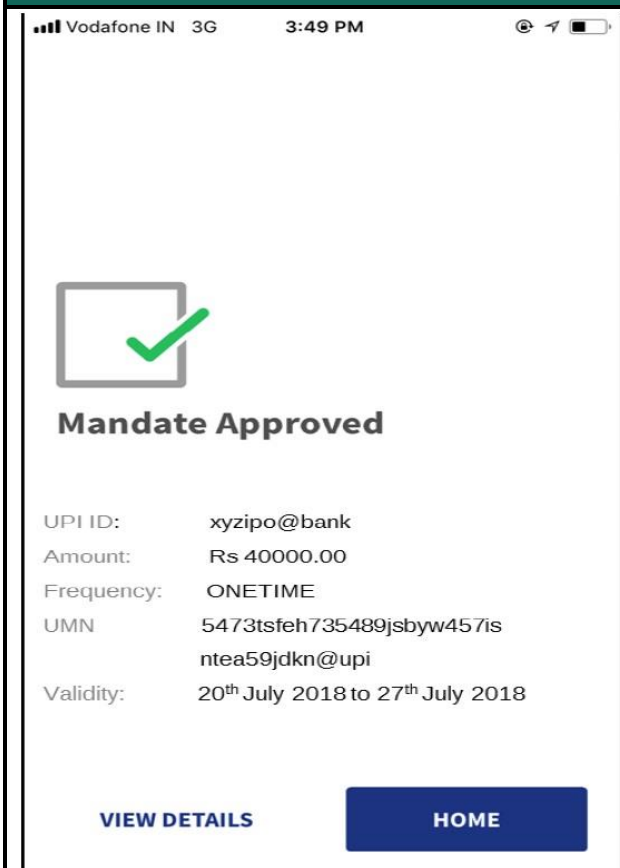 Vodafone IN 3G 3:49 PM
Mandate Approved
UPI ID: xyzipo@bank
Amount: Rs 40000.00
Frequency: ONETIME
UMN 5473tsfeh735489jsbyw457is
ntea59jdkn@upi
Validity: 20th July 2018 to 27th July 2018
VIEW DETAILS HOME